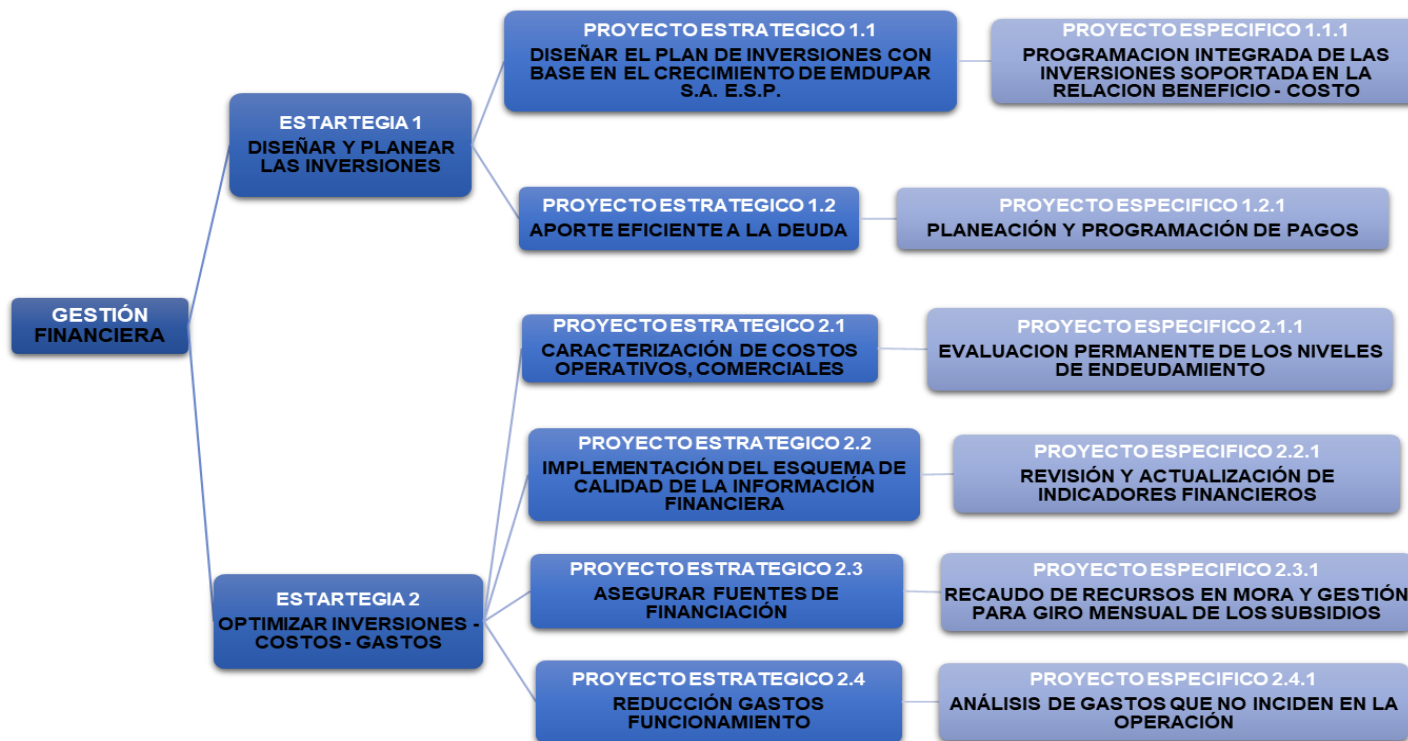 GESTIÓN
FINANCIERA
ESTARTEGIA 1
DISEÑAR Y PLANEAR
LAS INVERSIONES
PROYECTO ESTRATEGICO 1.1
DISEÑAR EL PLAN DE INVERSIONES CON
BASE EN EL CRECIMIENTO DE EMDUPAR
S.A. E.S.P.
PROYECTO ESPECIFICO 1.1.1
PROGRAMACION INTEGRADA DE LAS
INVERSIONES SOPORTADA EN LA
RELACION BENEFICIO - COSTO
PROYECTO ESTRATEGICO 1.2
APORTE EFICIENTE A LA DEUDA
PROYECTO ESPECIFICO 1.2.1
PLANEACIÓN Y PROGRAMACIÓN DE PAGOS
ESTARTEGIA 2
OPTIMIZAR INVERSIONES -
COSTOS - GASTOS
PROYECTO ESTRATEGICO 2.1
CARACTERIZACIÓN DE COSTOS
OPERATIVOS, COMERCIALES
PROYECTO ESPECIFICO 2.1.1
EVALUACION PERMANENTE DE LOS NIVELES
DE ENDEUDAMIENTO
PROYECTO ESTRATEGICO 2.2
IMPLEMENTACIÓN DEL ESQUEMA DE
CALIDAD DE LA INFORMACIÓN
FINANCIERA
PROYECTO ESPECIFICO 2.2.1
REVISIÓN Y ACTUALIZACIÓN DE
INDICADORES FINANCIEROS
PROYECTO ESTRATEGICO 2.3
ASEGURAR FUENTES DE
FINANCIACIÓN
PROYECTO ESPECIFICO 2.3.1
RECAUDO DE RECURSOS EN MORA Y GESTIÓN
PARA GIRO MENSUAL DE LOS SUBSIDIOS
PROYECTO ESTRATEGICO 2.4
REDUCCIÓN GASTOS
FUNCIONAMIENTO
PROYECTO ESPECIFICO 2.4.1
ANÁLISIS DE GASTOS QUE NO INCIDEN EN LA
OPERACIÓN